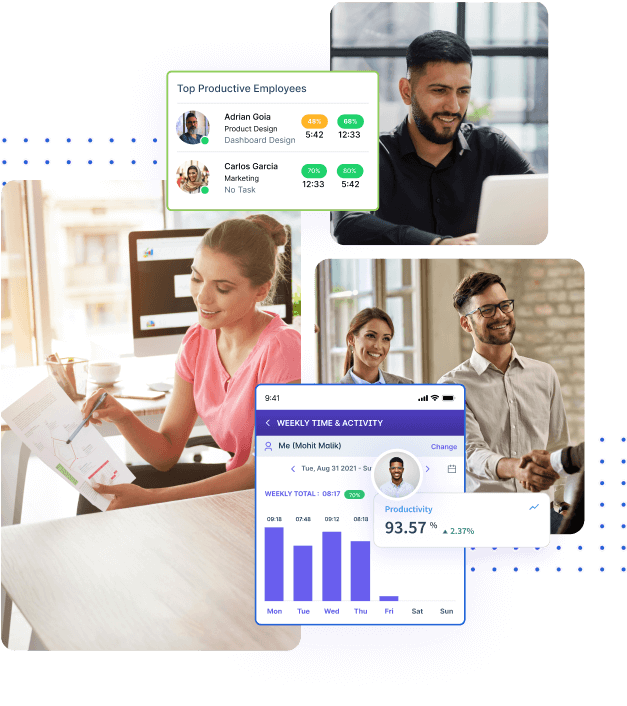 Top Productive Employees
Adrian Goia
Product Design
Dashboard Design
48% 68%
5:42 12:33
Carlos Garcia
Marketing
No Task
70% 80%
12:33 5:42
9:41
WEEKLY TIME & ACTIVITY
Me (Mohit Malik) Change
Tue, Aug 31 2021 - Su
WEEKLY TOTAL : 08:17 70%
09:18 07:48 09:12 08:18
Productivity
93.57 % ▲ 2.37%
Mon Tue Wed Thu Fri Sat Sun